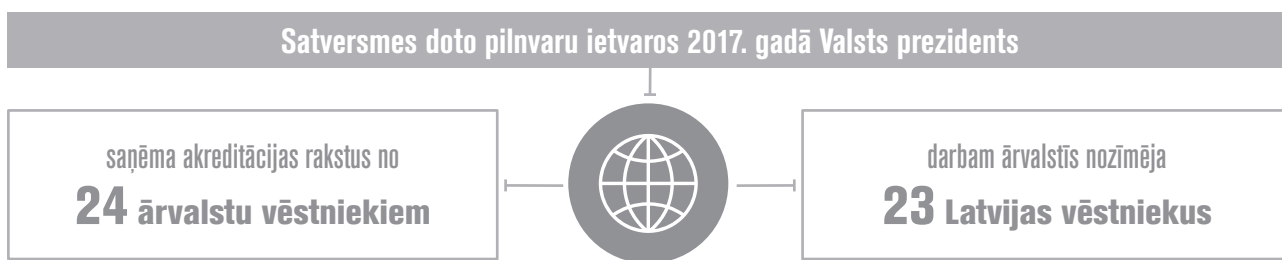 Satversmes doto pilnvaru ietvaros 2017. gadā Valsts prezidents
saņēma akreditācijas rakstus no
24 ārvalstu vēstniekiem
darbam ārvalstīs nozīmēja
23 Latvijas vēstniekus